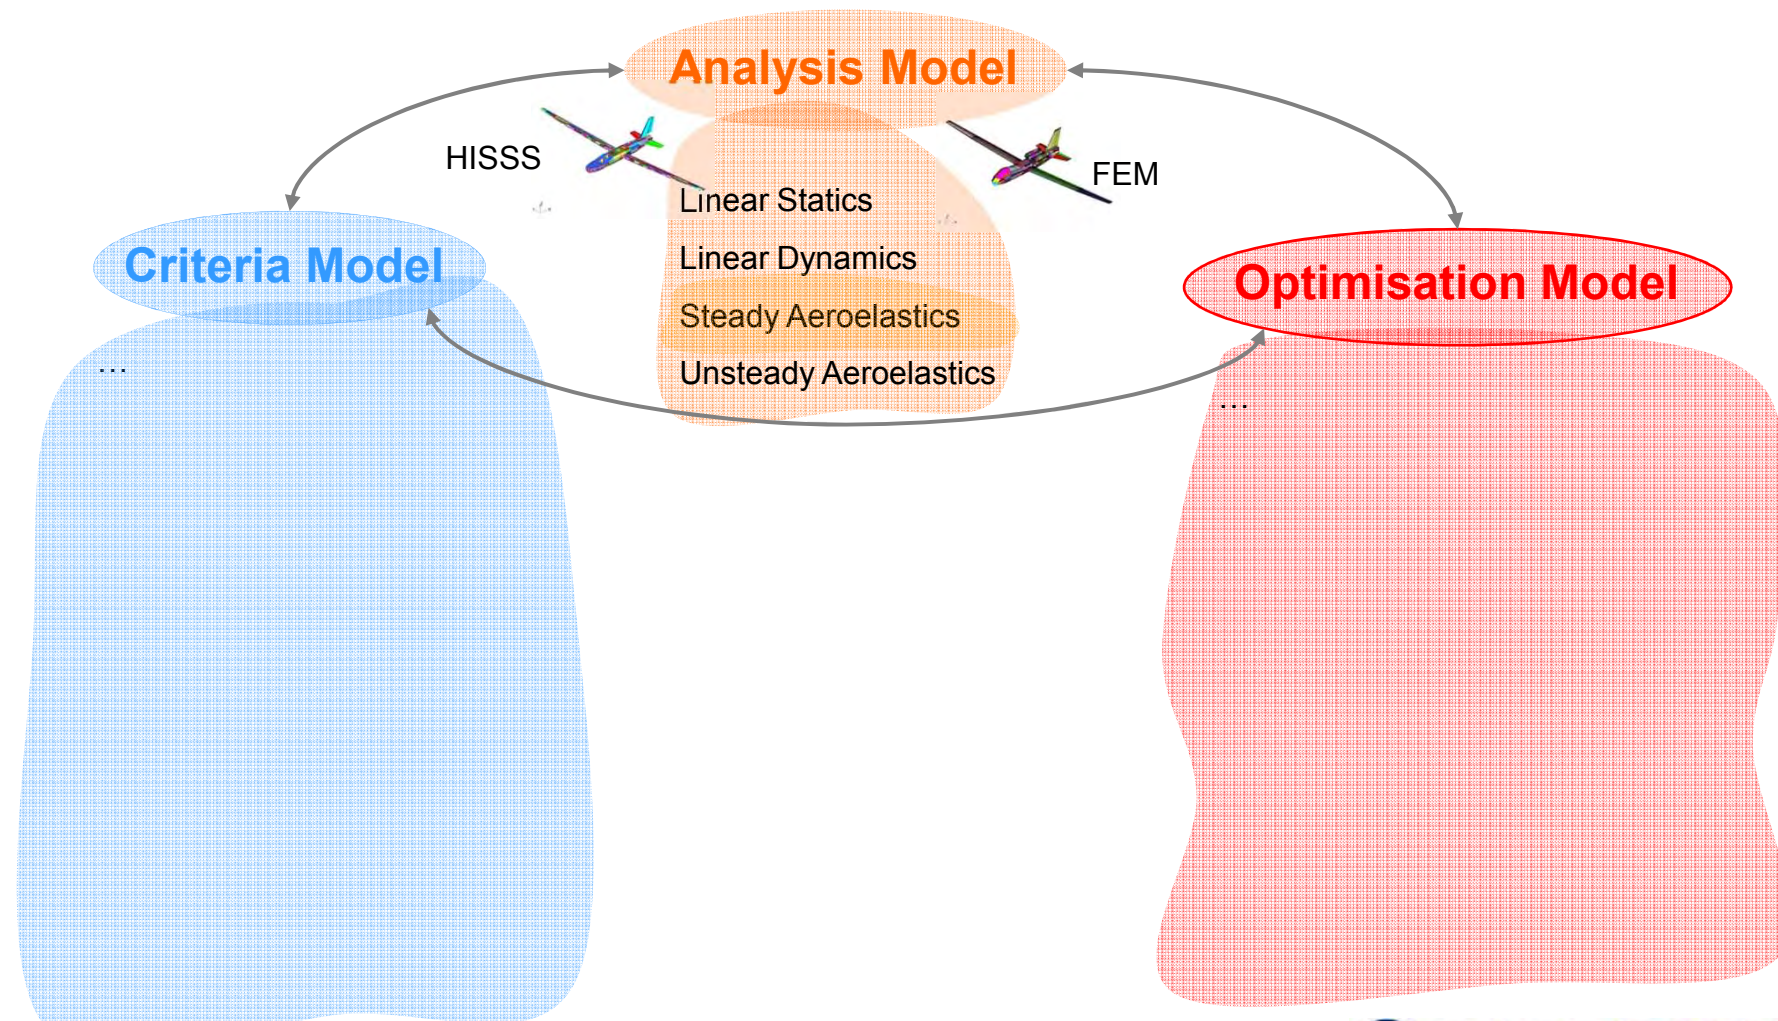 Analysis Model
HISSS
FEM
Linear Statics
Criteria Model
Linear Dynamics
Optimisation Model
Steady Aeroelastics
Unsteady Aeroelastics
...
...